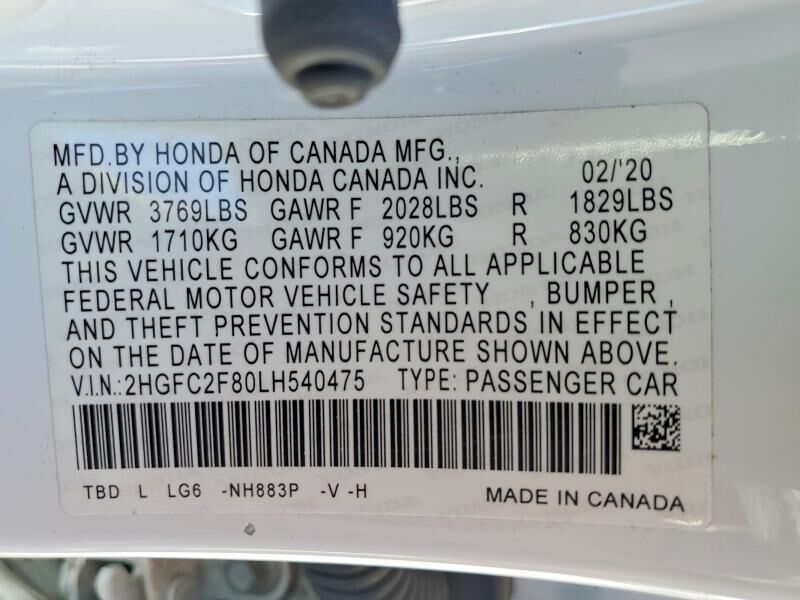 MFD.BY HONDA OF CANADA MFG.,
A DIVISION OF HONDA CANADA INC. 02/'20
GVWR 3769LBS GAWR F 2028LBS R 1829LBS
GVWR 1710KG GAWR F 920KG R 830KG
THIS VEHICLE CONFORMS TO ALL APPLICABLE
FEDERAL MOTOR VEHICLE SAFETY , BUMPER ,
AND THEFT PREVENTION STANDARDS IN EFFECT
ON THE DATE OF MANUFACTURE SHOWN ABOVE.
V.I.N.: 2HGFC2F80LH540475 TYPE: PASSENGER CAR
TBD L LG6 -NH883P -V -H MADE IN CANADA